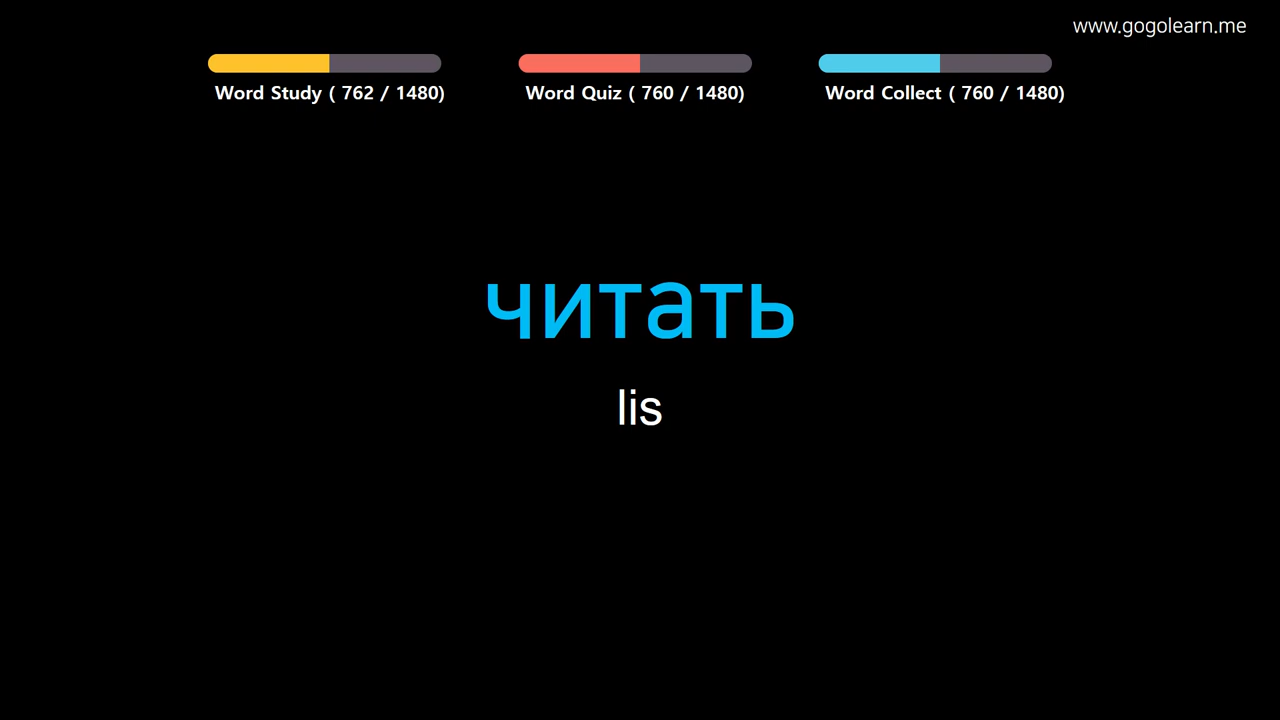 www.gogolearn.me
Word Study ( 762 / 1480)
Word Quiz ( 760 / 1480)
Word Collect ( 760 / 1480)
читать
lis